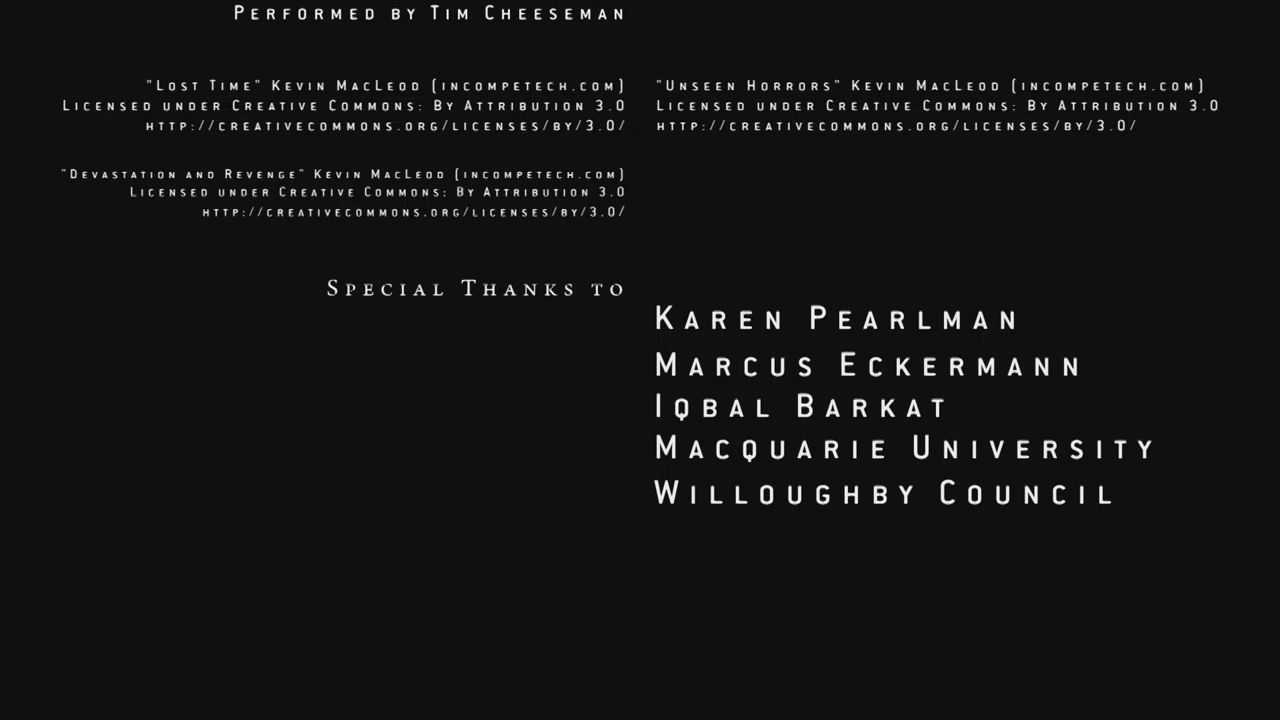 Performed by Tim Cheeseman
"Lost Time" Kevin MacLeod (incompetech.com)
Licensed under Creative Commons: By Attribution 3.0
http://creativecommons.org/licenses/by/3.0/
"Unseen Horrors" Kevin MacLeod (incompetech.com)
Licensed under Creative Commons: By Attribution 3.0
http://creativecommons.org/licenses/by/3.0/
"Devastation and Revenge" Kevin MacLeod (incompetech.com)
Licensed under Creative Commons: By Attribution 3.0
http://creativecommons.org/licenses/by/3.0/
Special Thanks to
Karen Pearlman
Marcus Eckermann
Iqbal Barkat
Macquarie University
Willoughby Council